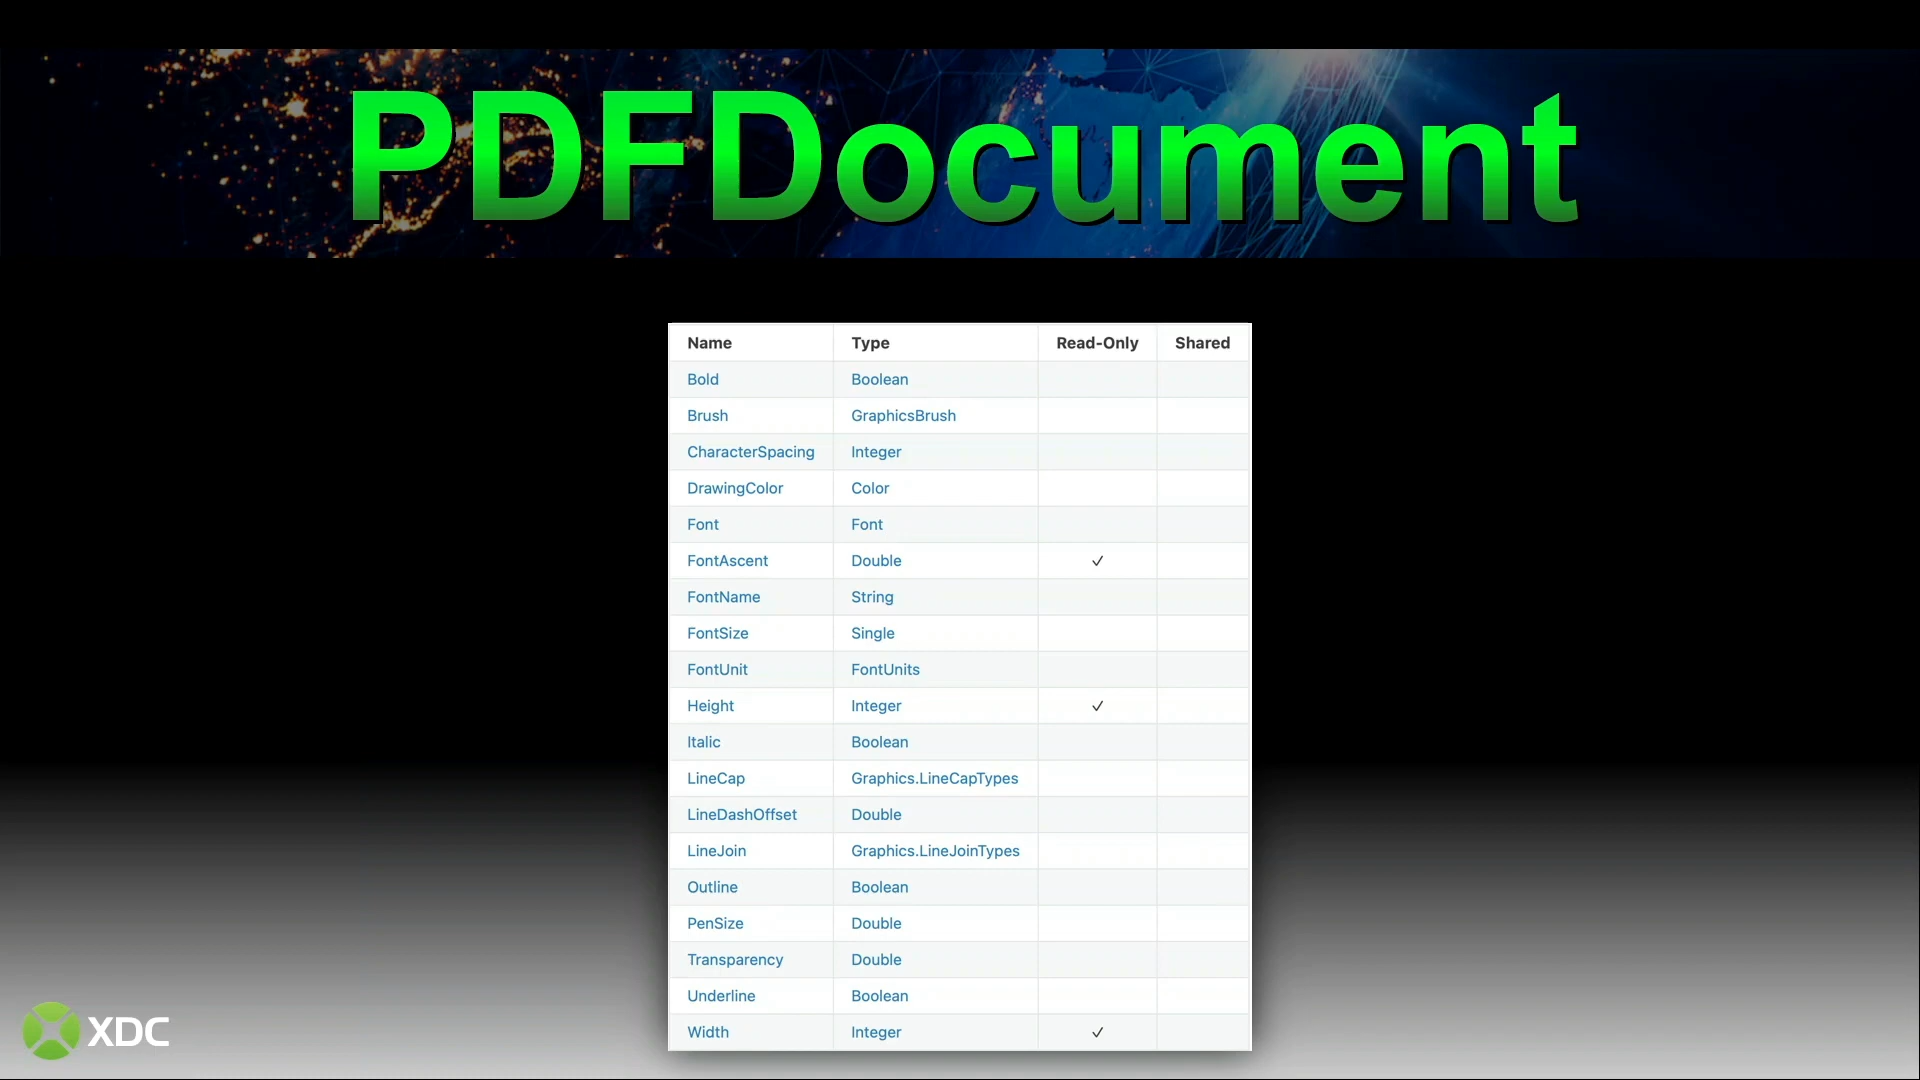 PDFDocument
Name Type Read-Only Shared
Bold Boolean
Brush GraphicsBrush
CharacterSpacing Integer
DrawingColor Color
Font Font
FontAscent Double ✓
FontName String
FontSize Single
FontUnit FontUnits
Height Integer ✓
Italic Boolean
LineCap Graphics.LineCapTypes
LineDashOffset Double
LineJoin Graphics.LineJoinTypes
Outline Boolean
PenSize Double
Transparency Double
Underline Boolean
Width Integer ✓
XDC